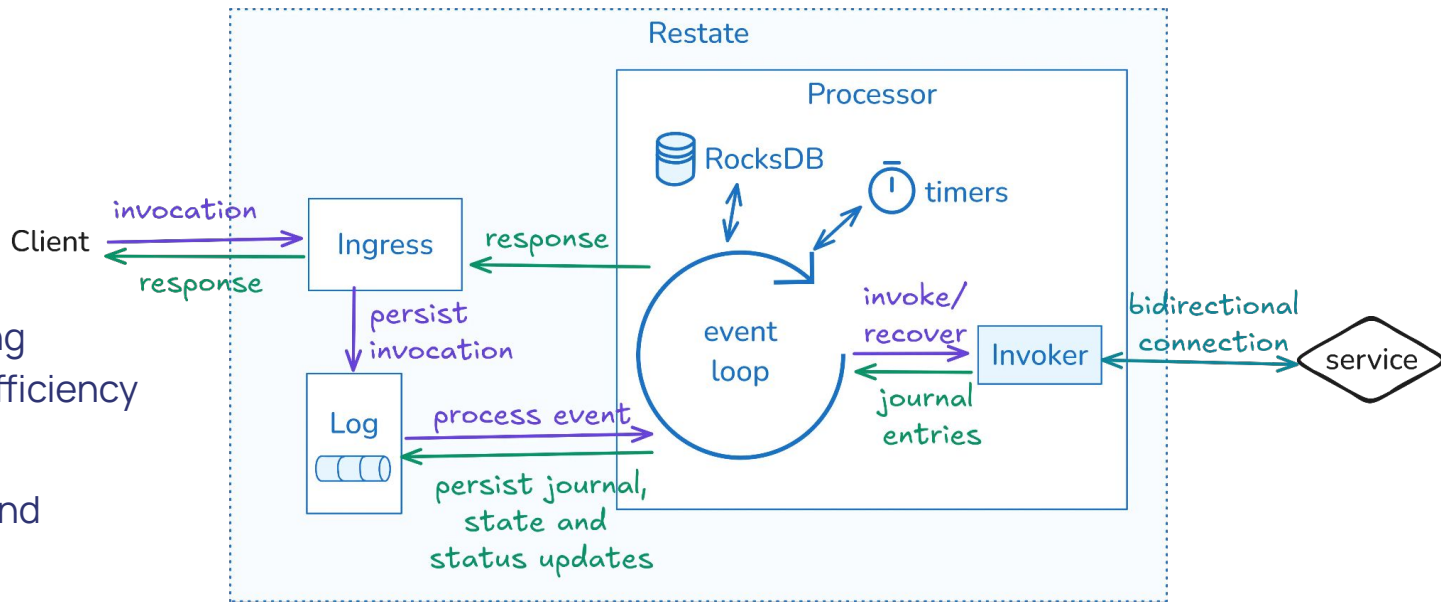 Restate
Processor
RocksDB
timers
invocation
Client
Ingress
response
response
persist
invocation
event
loop
invoke/
recover
Invoker
journal
entries
bidirectional
connection
service
Log
process event
persist journal,
state and
status updates